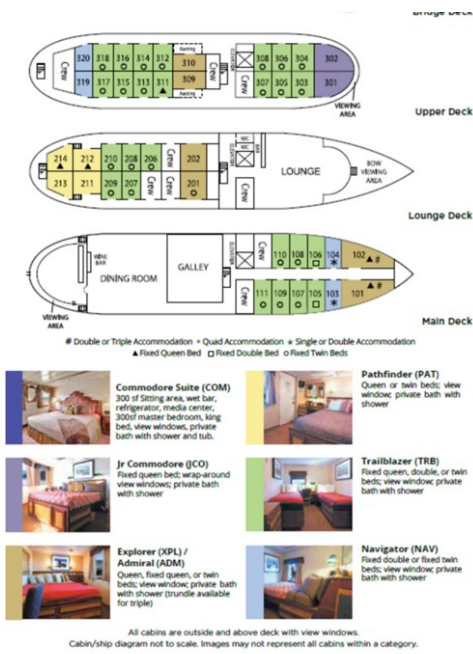 Bridge Deck
320 318 316 314 312
Awning
310
309
Awning
319 317 315 313 311
Crew
ELEVATOR
308 306 304
302
Crew
307 305 303
301
VIEWING
AREA
Upper Deck
214 212 210 208 206
Crew
202
213 211 209 207
Crew
Crew
201
ELEVATOR
W/C
W/C
BAR
Crew
LOUNGE
BOW
VIEWING
AREA
Lounge Deck
WINE
BAR
DINING ROOM
GALLEY
ELEVATOR
Crew
110 108 106 104
102 #
Crew
111 109 107 105 103
101 #
VIEWING
AREA
Main Deck
# Double or Triple Accommodation + Quad Accommodation * Single or Double Accommodation
▲ Fixed Queen Bed □ Fixed Double Bed ○ Fixed Twin Beds
Commodore Suite (COM)
300 sf Sitting area, wet bar,
refrigerator, media center,
300sf master bedroom, king
bed, view windows, private
bath with shower and tub.
Jr Commodore (JCO)
Fixed queen bed; wrap-around
view windows; private bath
with shower
Explorer (XPL) /
Admiral (ADM)
Queen, fixed queen, or twin
beds; view window; private bath
with shower (trundle available
for triple)
Pathfinder (PAT)
Queen or twin beds; view
window; private bath with
shower
Trailblazer (TRB)
Fixed queen, double, or twin
beds; view window; private
bath with shower
Navigator (NAV)
Fixed double or fixed twin
beds; view window; private
bath with shower
All cabins are outside and above deck with view windows.
Cabin/ship diagram not to scale. Images may not represent all cabins within a category.